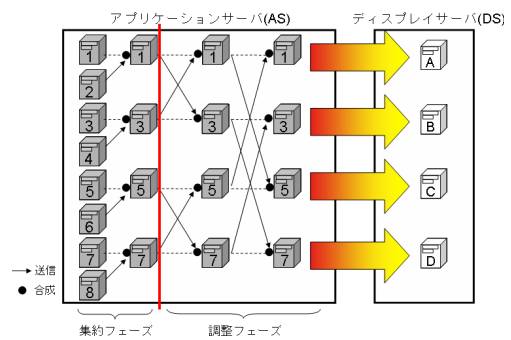 アプリケーションサーバ(AS)
ディスプレイサーバ(DS)
1 1 1 1 A
2
3 3 3 3 B
4
5 5 5 5 C
6
7 7 7 7 D
8
送信
合成
集約フェーズ
調整フェーズ